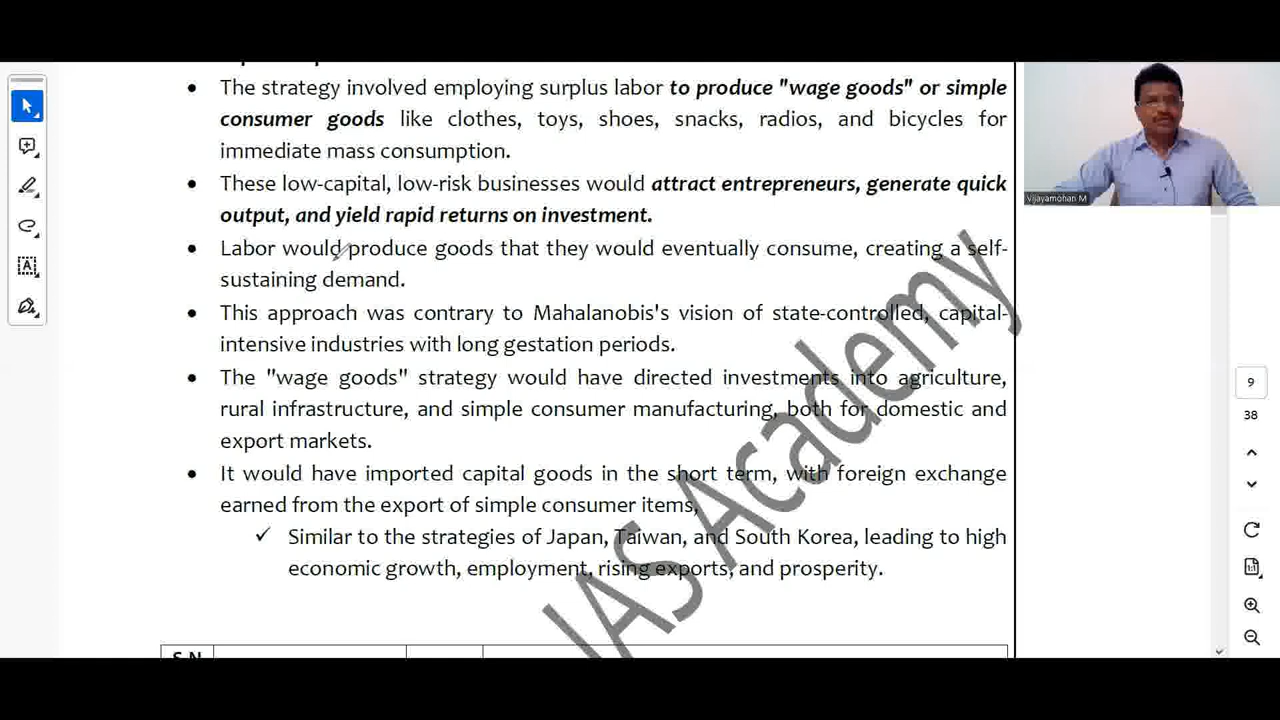 • The strategy involved employing surplus labor to produce "wage goods" or simple
consumer goods like clothes, toys, shoes, snacks, radios, and bicycles for
immediate mass consumption.
• These low-capital, low-risk businesses would attract entrepreneurs, generate quick
output, and yield rapid returns on investment.
• Labor would produce goods that they would eventually consume, creating a self-
sustaining demand.
• This approach was contrary to Mahalanobis's vision of state-controlled, capital-
intensive industries with long gestation periods.
• The "wage goods" strategy would have directed investments into agriculture,
rural infrastructure, and simple consumer manufacturing, both for domestic and
export markets.
• It would have imported capital goods in the short term, with foreign exchange
earned from the export of simple consumer items,
✓ Similar to the strategies of Japan, Taiwan, and South Korea, leading to high
economic growth, employment, rising exports, and prosperity.
IAS Academy
Vijayamohan M
9
38
1:1